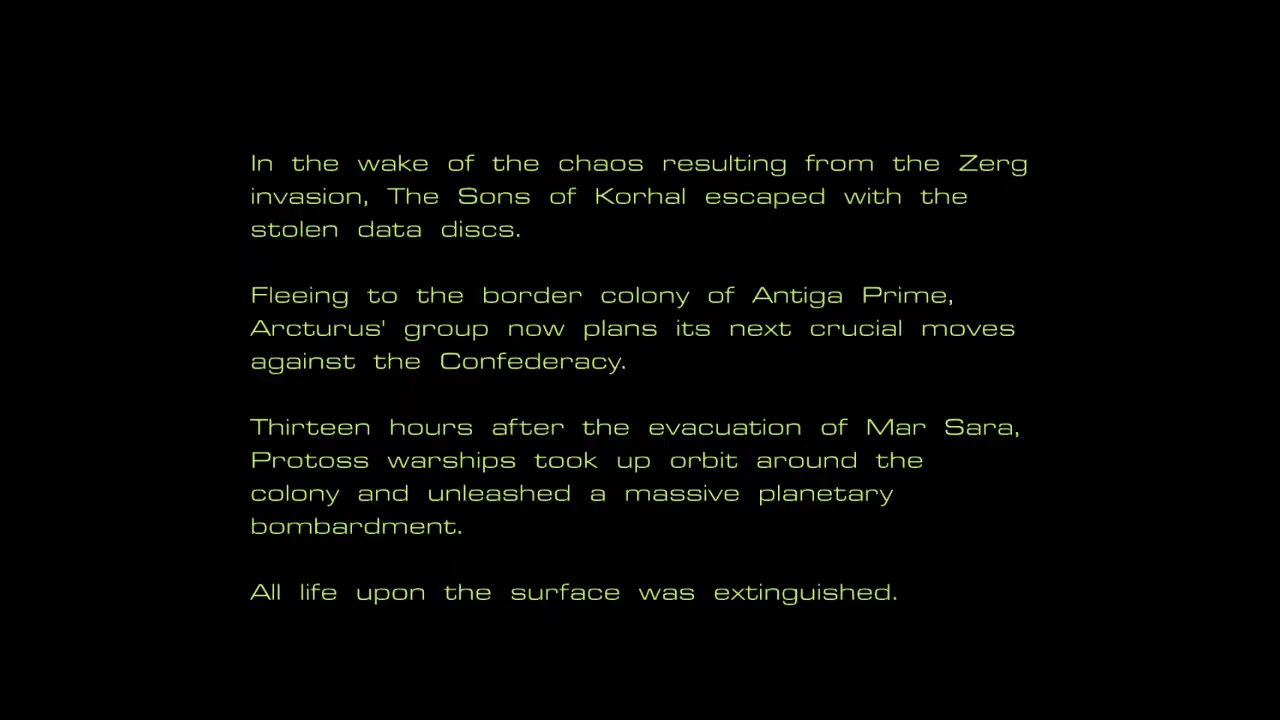 In the wake of the chaos resulting from the Zerg
invasion, The Sons of Korhal escaped with the
stolen data discs.
Fleeing to the border colony of Antiga Prime,
Arcturus' group now plans its next crucial moves
against the Confederacy.
Thirteen hours after the evacuation of Mar Sara,
Protoss warships took up orbit around the
colony and unleashed a massive planetary
bombardment.
All life upon the surface was extinguished.